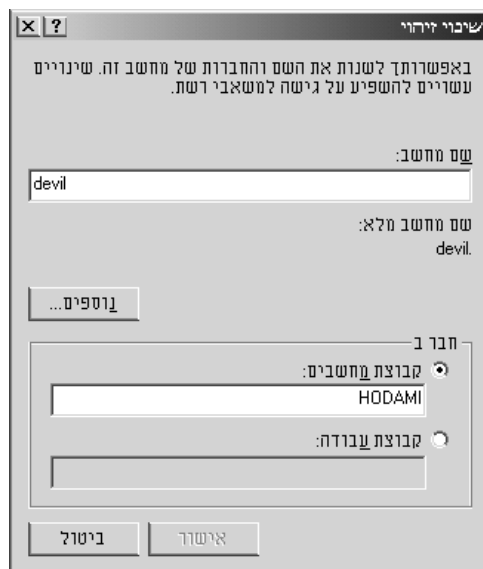 שינוי זיהוי
באפשרותך לשנות את השם והחברות של מחשב זה. שינויים
עשויים להשפיע על גישה למשאבי רשת.
שם מחשב:
devil
שם מחשב מלא:
devil.
נוספים...
חבר ב
קבוצת מחשבים:
HODAMI
קבוצת עבודה:
אישור
ביטול